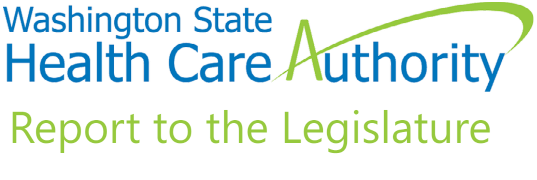 Washington State
Health Care Authority
Report to the Legislature